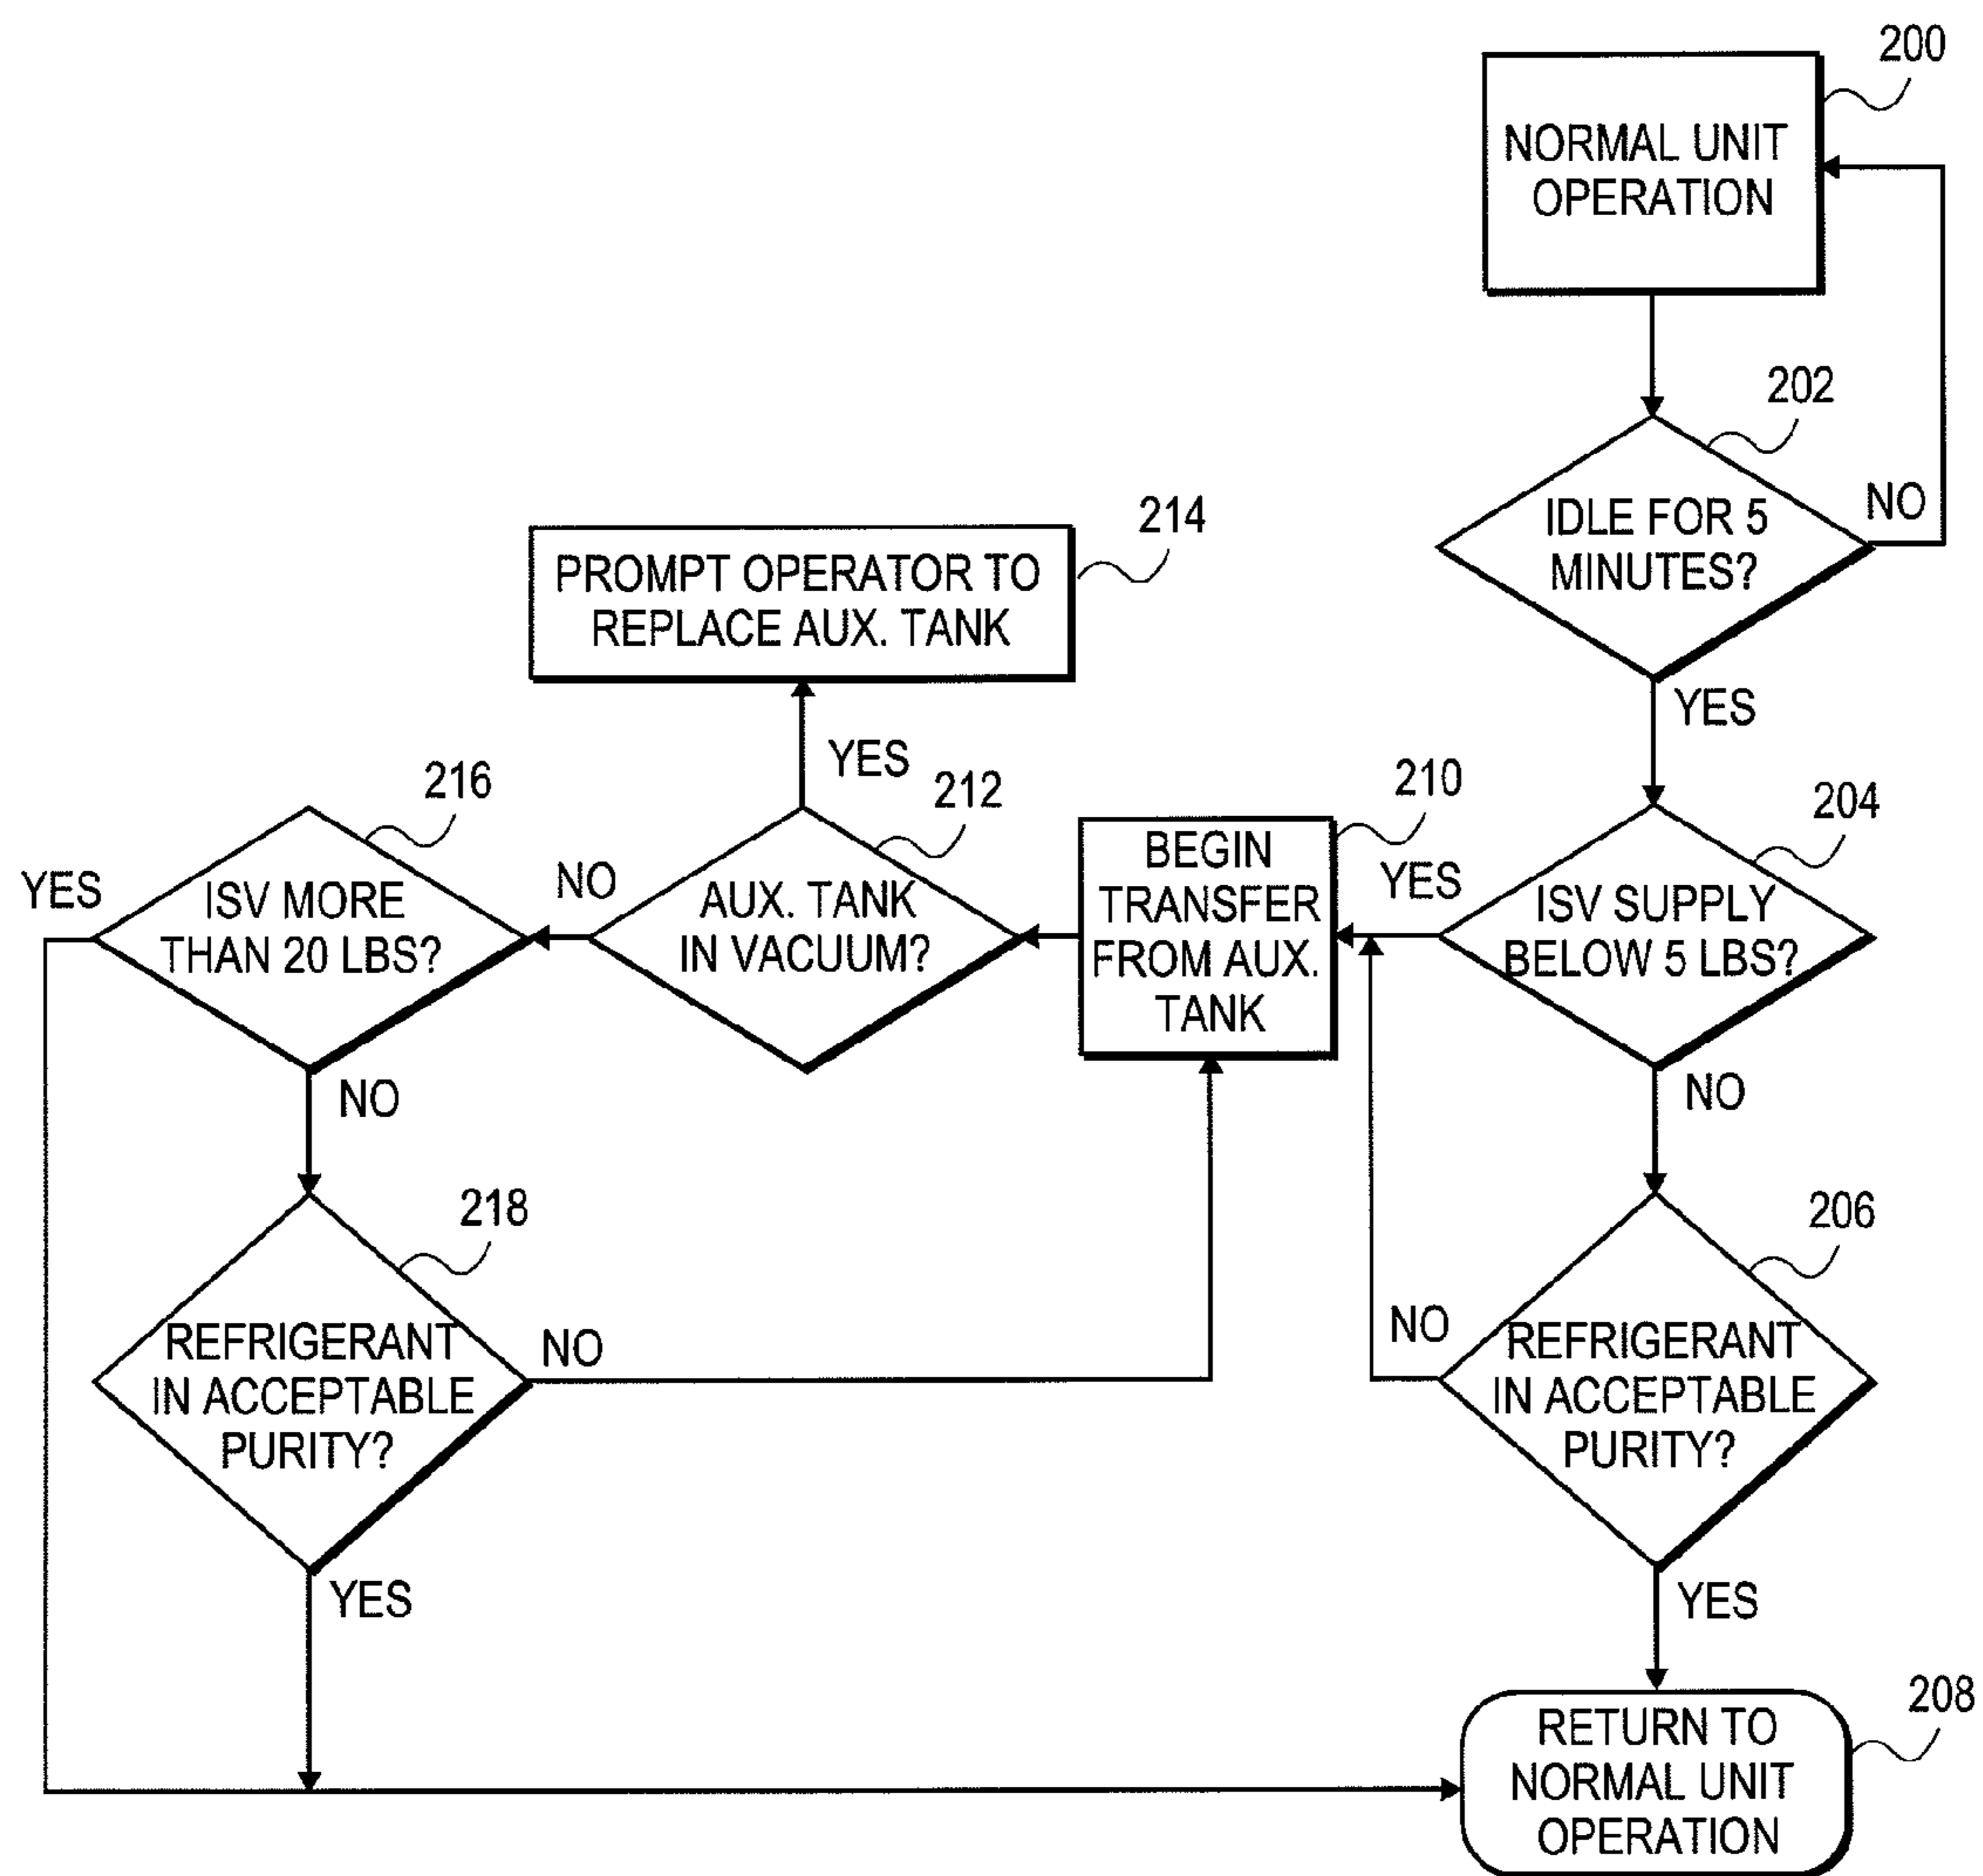 200
NORMAL UNIT
OPERATION
202
IDLE FOR 5
MINUTES?
NO
YES
214
PROMPT OPERATOR TO
REPLACE AUX. TANK
YES
204
ISV SUPPLY
BELOW 5 LBS?
YES
NO
210
BEGIN
TRANSFER
FROM AUX.
TANK
212
AUX. TANK
IN VACUUM?
NO
216
ISV MORE
THAN 20 LBS?
YES
NO
218
REFRIGERANT
IN ACCEPTABLE
PURITY?
NO
YES
206
REFRIGERANT
IN ACCEPTABLE
PURITY?
NO
YES
208
RETURN TO
NORMAL UNIT
OPERATION